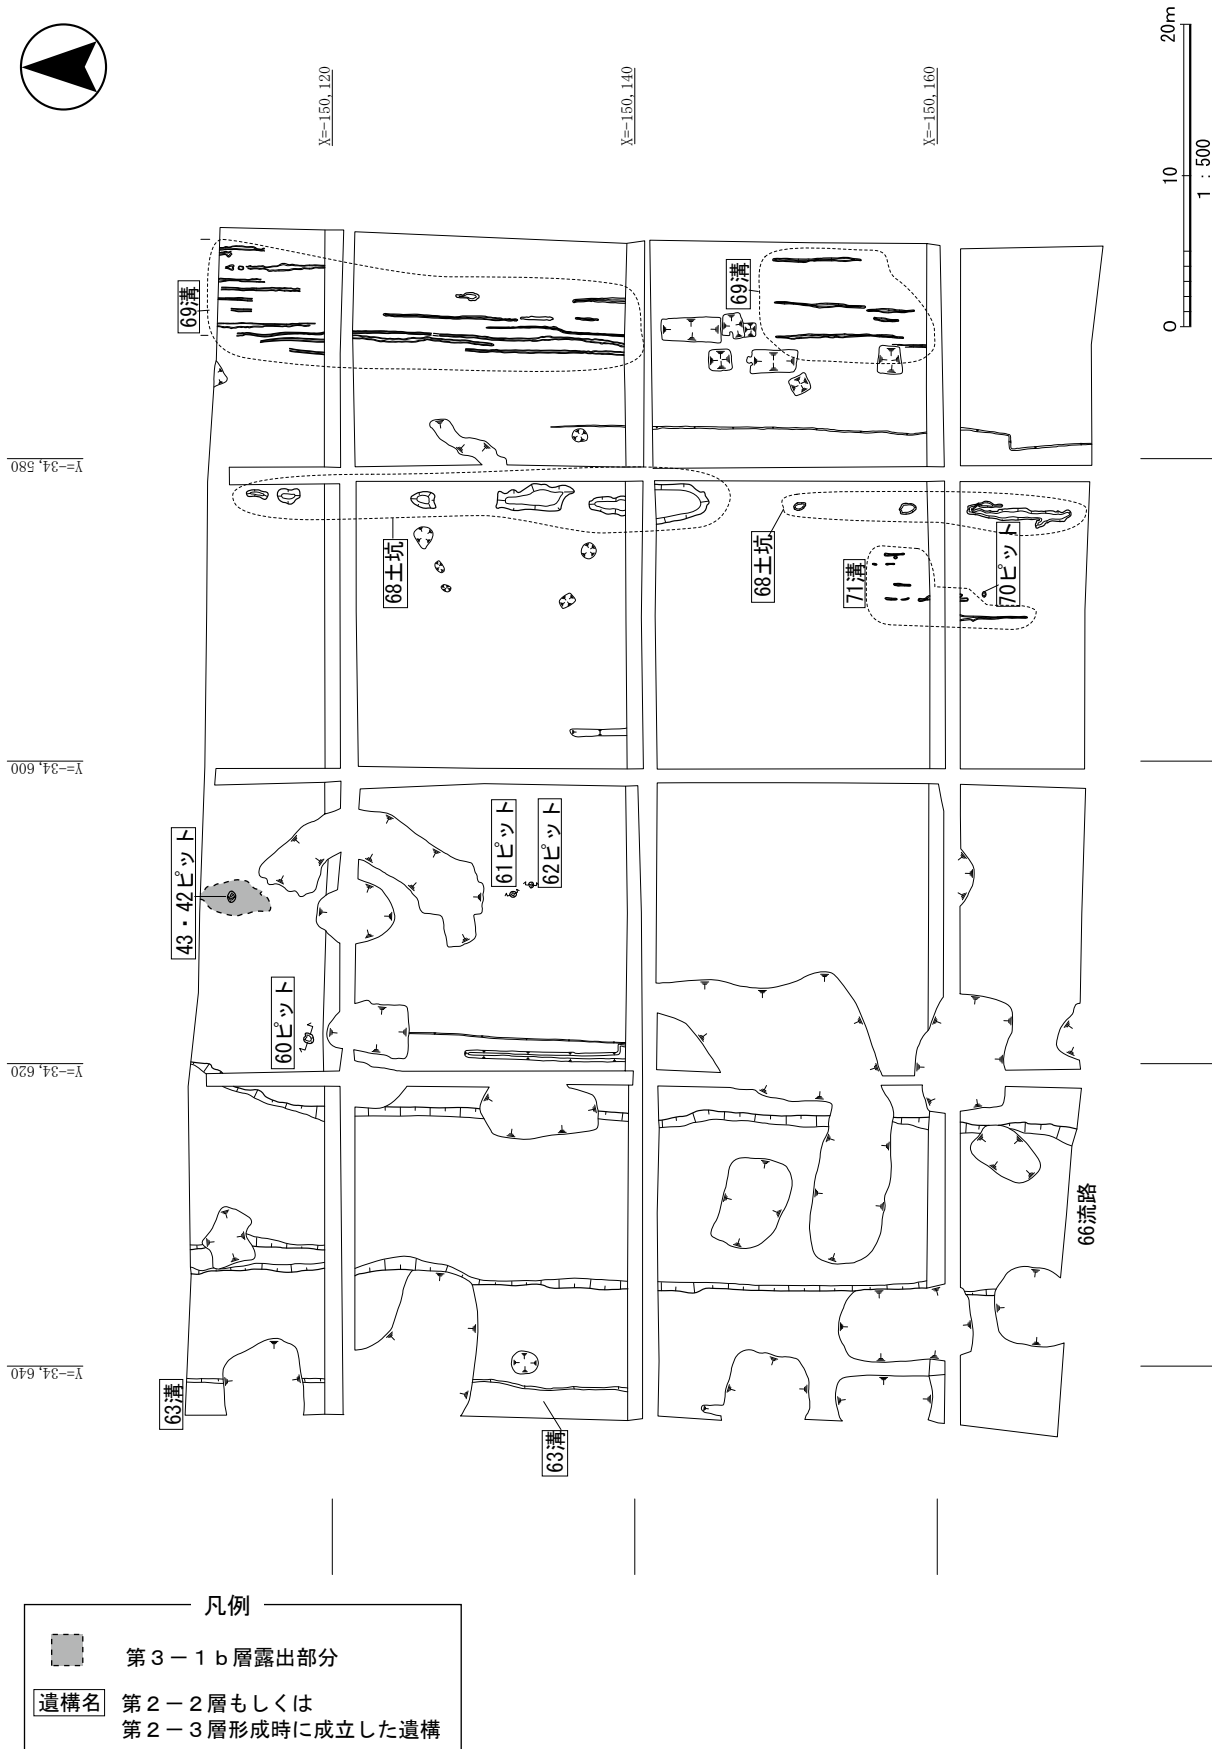 X=-150,120
X=-150,140
X=-150,160
20m
10
0
1：500
Y=-34,580
Y=-34,600
Y=-34,620
Y=-34,640
69溝
69溝
68土坑
68土坑
71溝
70ピット
43・42ピット
61ピット
62ピット
60ピット
63溝
63溝
66流路
凡例
第3－1b層露出部分
遺構名 第2－2層もしくは
第2－3層形成時に成立した遺構